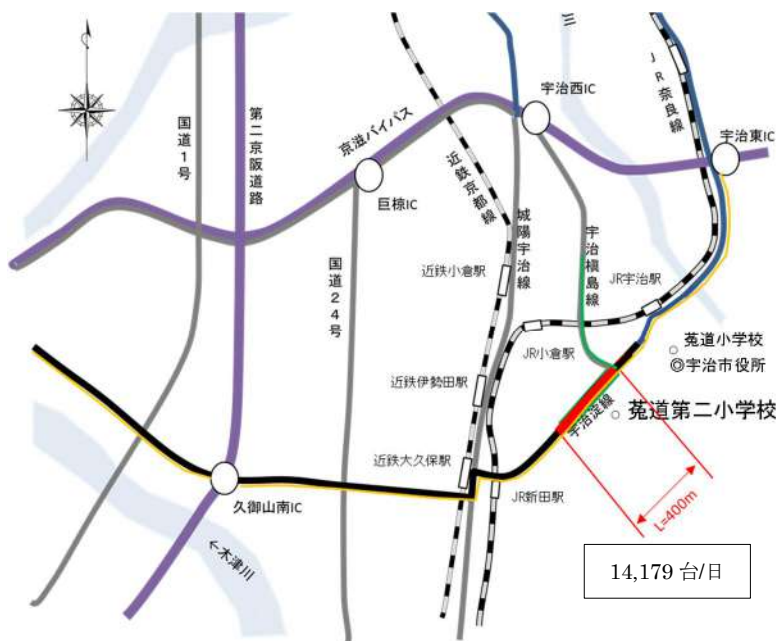 三
JR奈良線
宇治西IC
宇治東IC
京滋バイパス
国道1号
第二京阪道路
近鉄京都線
巨椋IC
城陽宇治線
宇治槇島線
国道24号
近鉄小倉駅
JR宇治駅
JR小倉駅
菟道小学校
宇治市役所
近鉄伊勢田駅
宇治淀線
菟道第二小学校
近鉄大久保駅
JR新田駅
久御山南IC
L=400m
←木津川
14,179 台/日